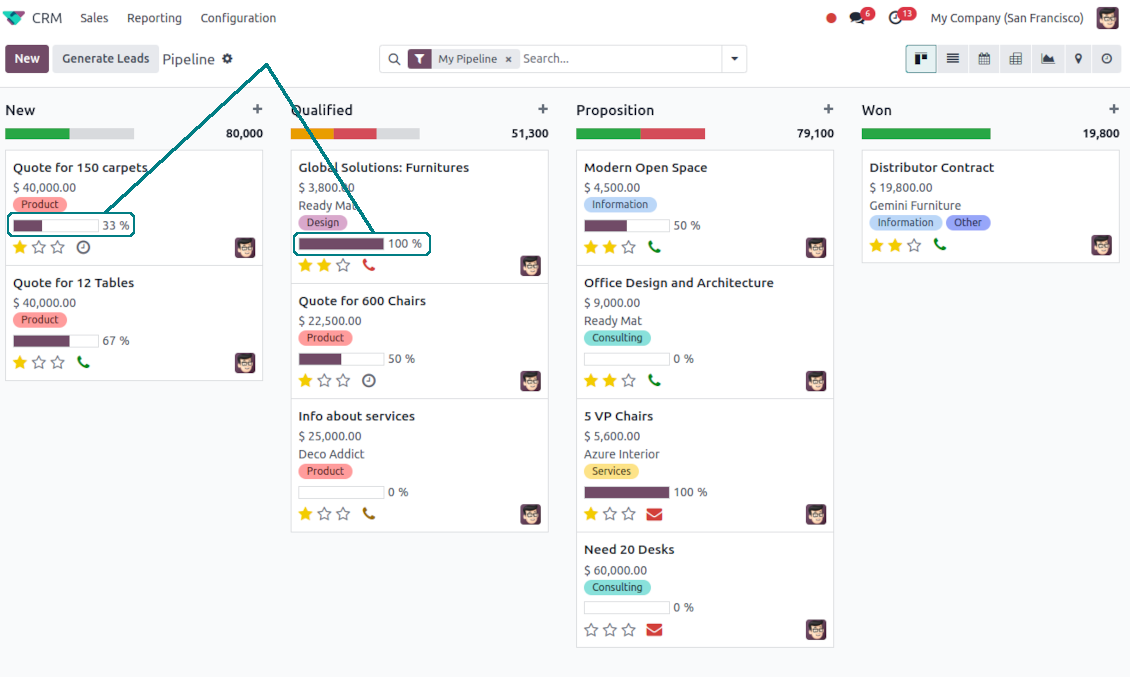 CRM Sales Reporting Configuration 6 13 My Company (San Francisco)
New Generate Leads Pipeline My Pipeline × Search...
New +
80,000
Quote for 150 carpets
$ 40,000.00
Product
33 %
Quote for 12 Tables
$ 40,000.00
Product
67 %
Qualified +
51,300
Global Solutions: Furnitures
$ 3,800.00
Ready Mat
Design
100 %
Quote for 600 Chairs
$ 22,500.00
Product
50 %
Info about services
$ 25,000.00
Deco Addict
Product
0 %
Proposition +
79,100
Modern Open Space
$ 4,500.00
Information
50 %
Office Design and Architecture
$ 9,000.00
Ready Mat
Consulting
0 %
5 VP Chairs
$ 5,600.00
Azure Interior
Services
100 %
Need 20 Desks
$ 60,000.00
Consulting
0 %
Won +
19,800
Distributor Contract
$ 19,800.00
Gemini Furniture
Information Other